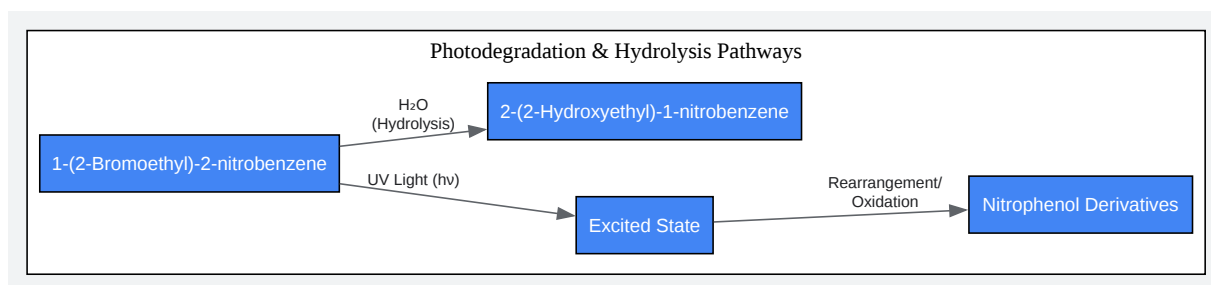 Photodegradation & Hydrolysis Pathways
H₂O
(Hydrolysis)
2-(2-Hydroxyethyl)-1-nitrobenzene
1-(2-Bromoethyl)-2-nitrobenzene
UV Light (hν)
Excited State
Rearrangement/
Oxidation
Nitrophenol Derivatives